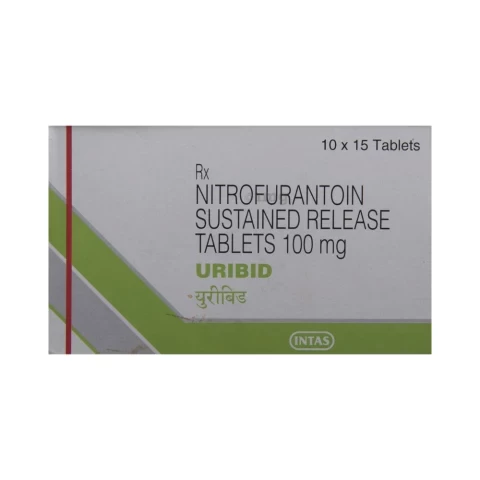 10 x 15 Tablets
Rx
NITROFURANTOIN
SUSTAINED RELEASE
TABLETS 100 mg
URIBID
युरीबिड
INTAS